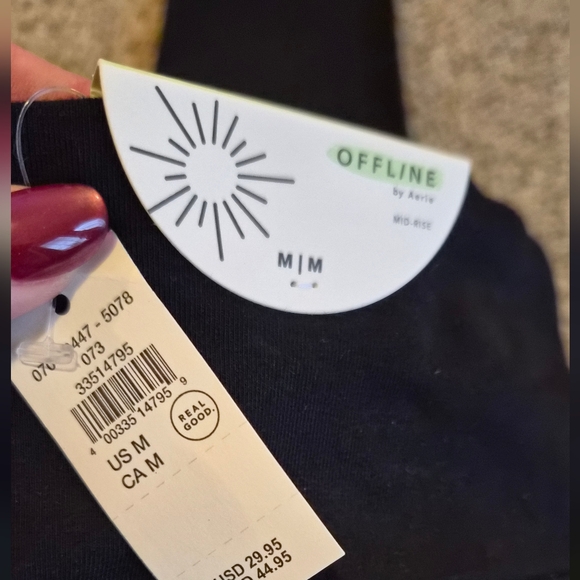 OFFLINE
by Aerie
MID-RISE
M|M
447 - 5078
073
33514795
4 00335 14795 9
REAL
GOOD.
US M
CA M
USD 29.95
44.95